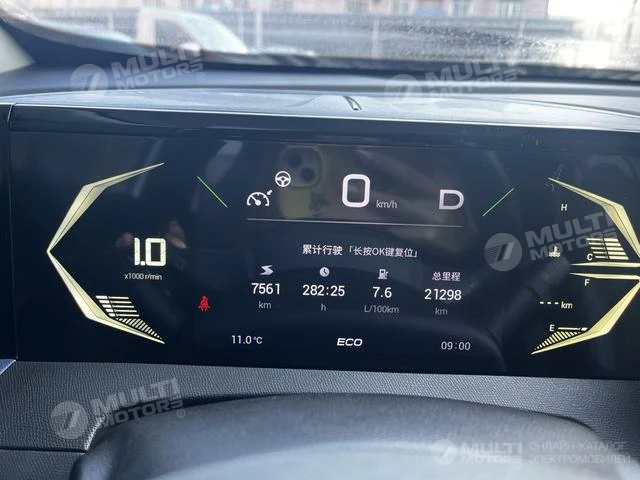 MULTI MOTORS
MULTI MOTORS
0 km/h D
H
累计行驶「长按OK键复位」
1.0
x1000 r/min
MULTI MOTORS
C
总里程
F
7561 282:25 7.6 21298
km h L/100km km
---km
E
11.0°C ECO 09:00
MULTI MOTORS
MULTI MOTORS
ОНЛАЙН-КАТАЛОГ
ЭЛЕКТРОМОБИЛЕЙ